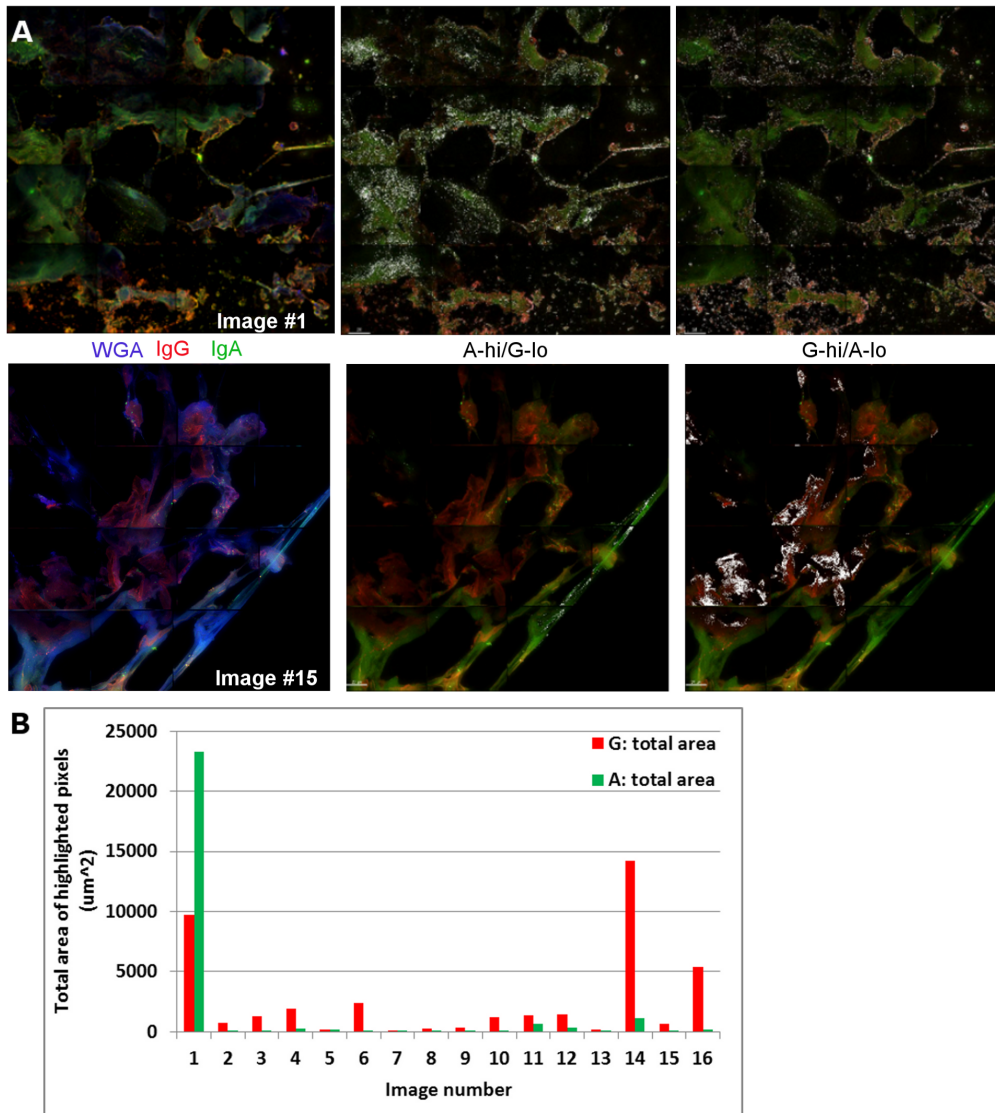 A
Image #1
WGA IgG IgA
A-hi/G-lo
G-hi/A-lo
Image #15
B
Total area of highlighted pixels
(um^2)
25000
20000
15000
10000
5000
0
G: total area
A: total area
1 2 3 4 5 6 7 8 9 10 11 12 13 14 15 16
Image number